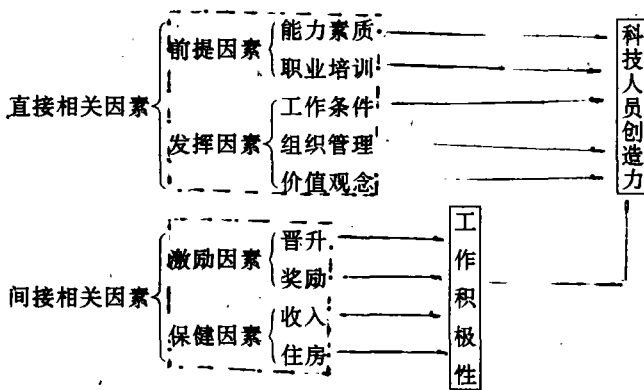 能力素质
前提因素
职业培训
直接相关因素
工作条件
发挥因素
组织管理
价值观念
科技人员创造力
晋升
激励因素
奖励
间接相关因素
收入
保健因素
住房
工作积极性